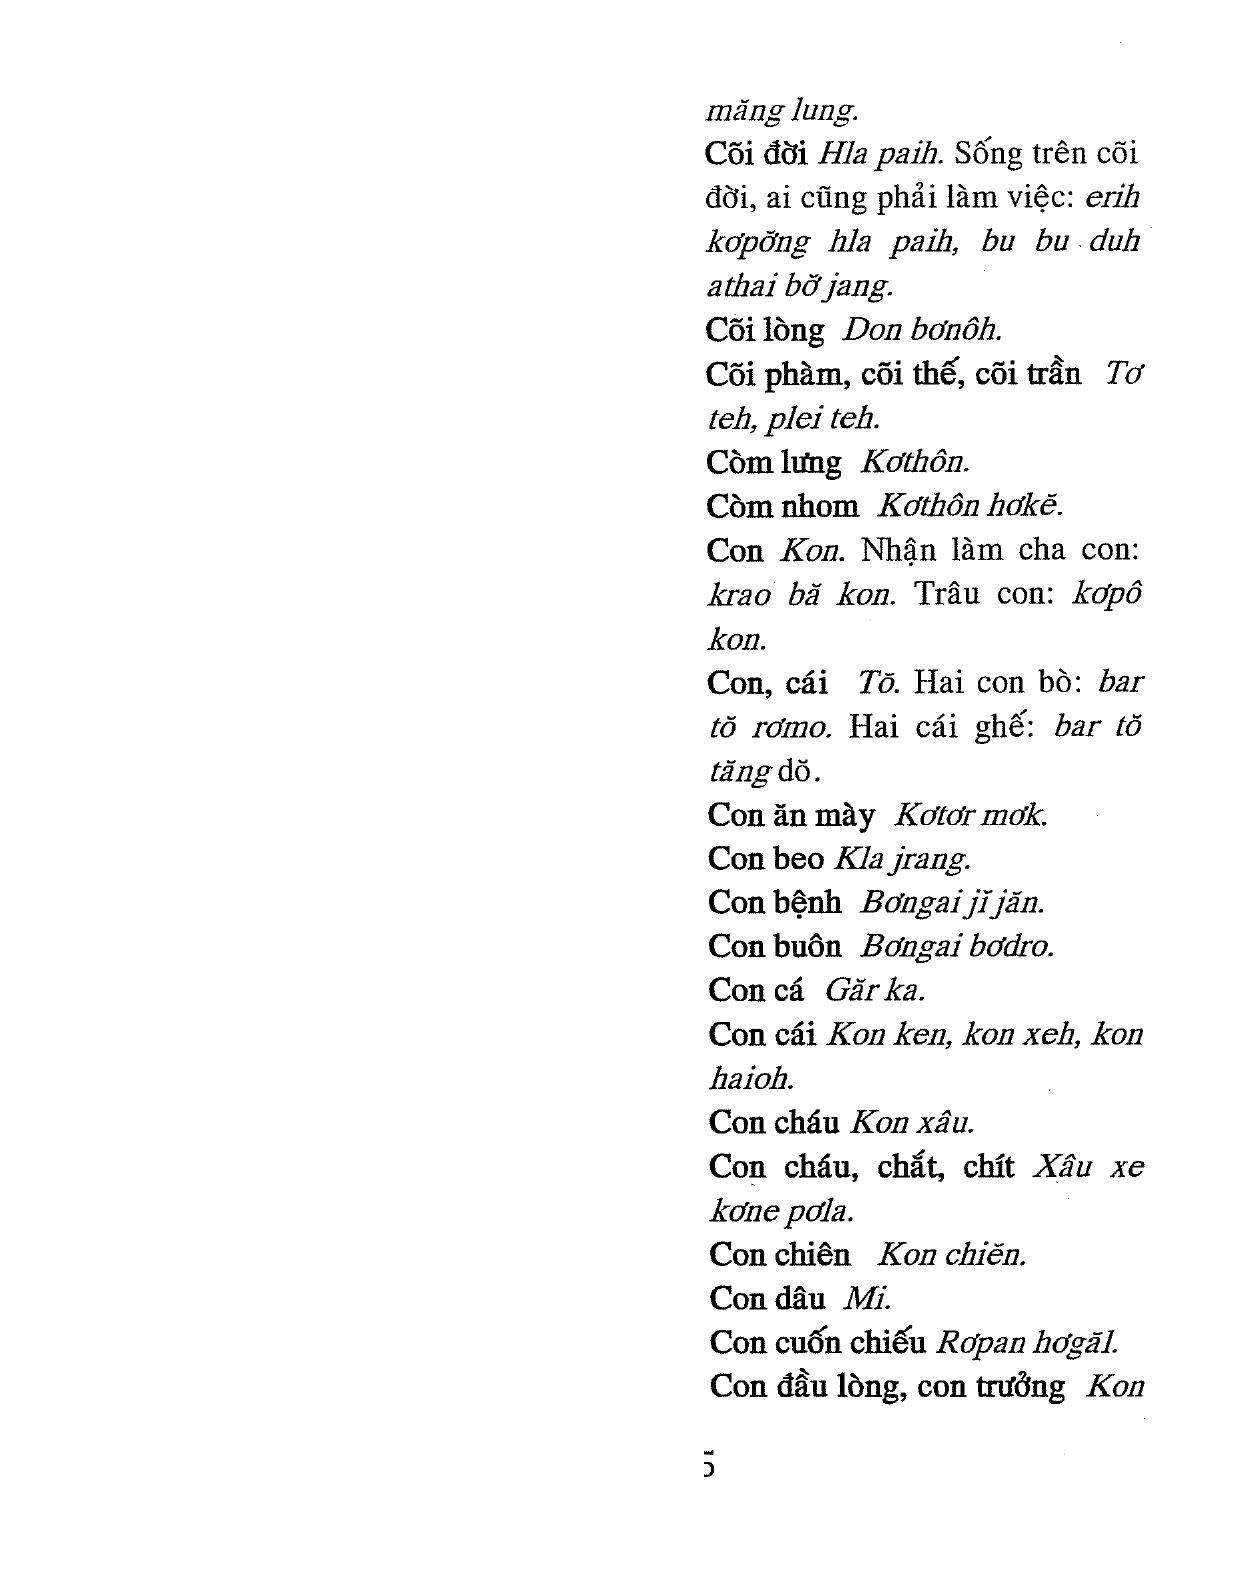 măng lung.
Cõi đời Hla paih. Sống trên cõi
đời, ai cũng phải làm việc: erih
kơpơ̆ng hla paih, bu bu duh
athai bơ̆ jang.
Cõi lòng Don bơnôh.
Cõi phàm, cõi thế, cõi trần Tơ
teh, plei teh.
Còm lưng Kơthôn.
Còm nhom Kơthôn hơkĕ.
Con Kon. Nhận làm cha con:
krao bă kon. Trâu con: kơpô
kon.
Con, cái Tŏ. Hai con bò: bar
tŏ rơmo. Hai cái ghế: bar tŏ
tăng dŏ.
Con ăn mày Kơtơr mơk.
Con beo Kla jrang.
Con bệnh Bơngai jĭ jăn.
Con buôn Bơngai bơdro.
Con cá Găr ka.
Con cái Kon ken, kon xeh, kon
haioh.
Con cháu Kon xâu.
Con cháu, chắt, chít Xâu xe
kơne pơla.
Con chiên Kon chiĕn.
Con dâu Mi.
Con cuốn chiếu Rơpan hơgăl.
Con đầu lòng, con trưởng Kon